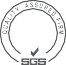 QUALITY ASSURED FIRM
SGS